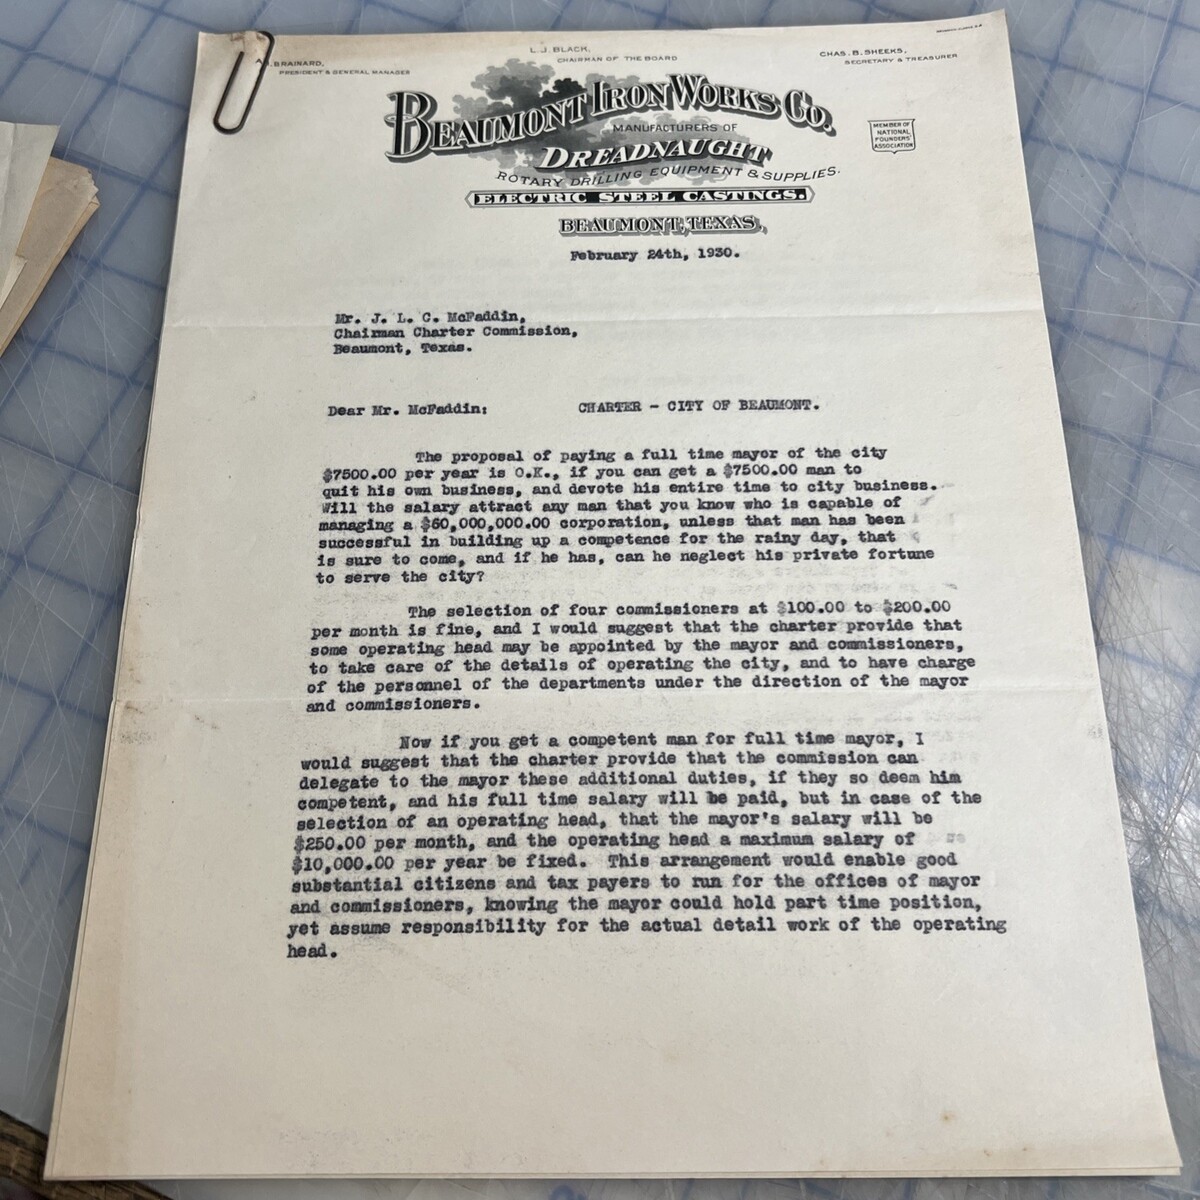 L.J. BLACK,
CHAIRMAN OF THE BOARD
BRAINARD,
PRESIDENT & GENERAL MANAGER
CHAS. B. SHEEKS,
SECRETARY & TREASURER
BEAUMONT IRON WORKS CO.
MANUFACTURERS OF
DREADNAUGHT
ROTARY DRILLING EQUIPMENT & SUPPLIES.
ELECTRIC STEEL CASTINGS.
BEAUMONT, TEXAS,
MEMBER OF
NATIONAL
FOUNDERS'
ASSOCIATION
February 24th, 1930.
Mr. J. L. C. McFaddin,
Chairman Charter Commission,
Beaumont, Texas.
Dear Mr. McFaddin: CHARTER - CITY OF BEAUMONT.
The proposal of paying a full time mayor of the city
$7500.00 per year is O.K., if you can get a $7500.00 man to
quit his own business, and devote his entire time to city business.
Will the salary attract any man that you know who is capable of
managing a $60,000,000.00 corporation, unless that man has been
successful in building up a competence for the rainy day, that
is sure to come, and if he has, can he neglect his private fortune
to serve the city?
The selection of four commissioners at $100.00 to $200.00
per month is fine, and I would suggest that the charter provide that
some operating head may be appointed by the mayor and commissioners,
to take care of the details of operating the city, and to have charge
of the personnel of the departments under the direction of the mayor
and commissioners.
Now if you get a competent man for full time mayor, I
would suggest that the charter provide that the commission can
delegate to the mayor these additional duties, if they so deem him
competent, and his full time salary will be paid, but in case of the
selection of an operating head, that the mayor's salary will be
$250.00 per month, and the operating head a maximum salary of
$10,000.00 per year be fixed. This arrangement would enable good
substantial citizens and tax payers to run for the offices of mayor
and commissioners, knowing the mayor could hold part time position,
yet assume responsibility for the actual detail work of the operating
head.